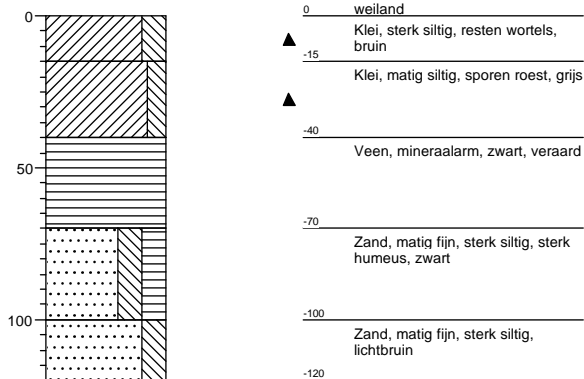 0
50
100
0
weiland
Klei, sterk siltig, resten wortels,
bruin
-15
Klei, matig siltig, sporen roest, grijs
-40
Veen, mineraalarm, zwart, veraard
-70
Zand, matig fijn, sterk siltig, sterk
humeus, zwart
-100
Zand, matig fijn, sterk siltig,
lichtbruin
-120